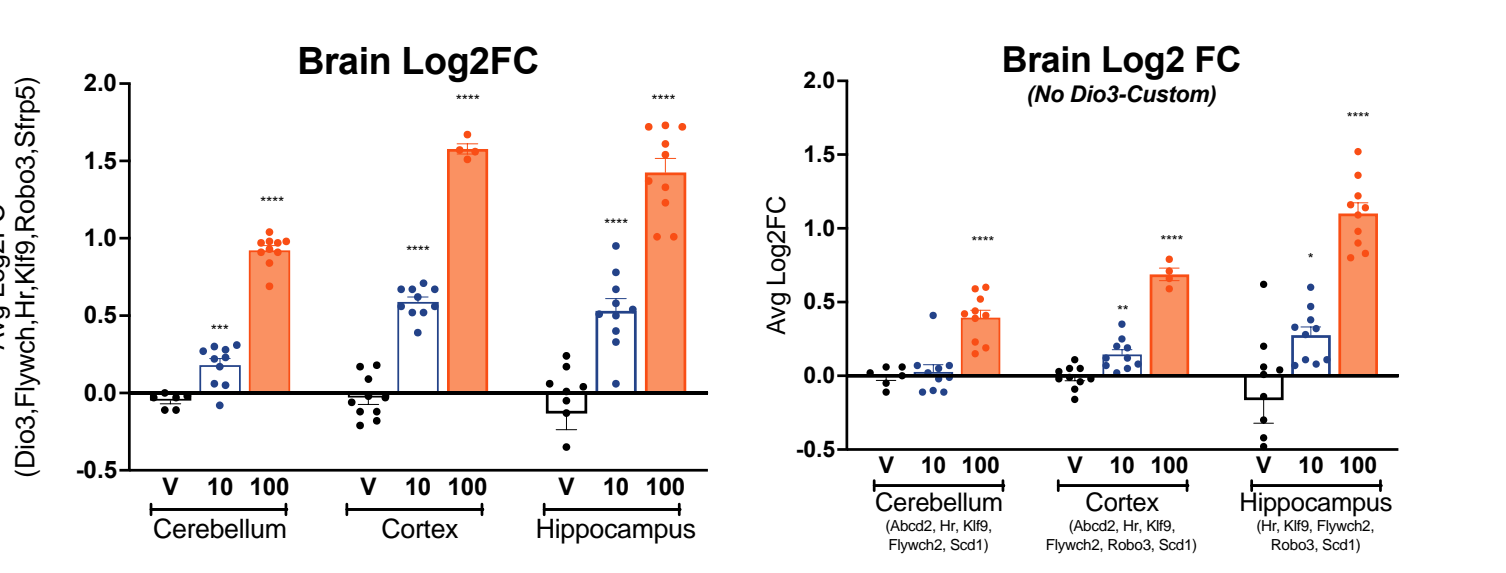 Brain Log2FC
(Dio3,Flywch,Hr,Klf9,Robo3,Sfrp5)
2.0
1.5
1.0
0.5
0.0
-0.5
***
****
****
****
****
****
V 10 100 V 10 100 V 10 100
Cerebellum Cortex Hippocampus
Brain Log2 FC
(No Dio3-Custom)
Avg Log2FC
2.0
1.5
1.0
0.5
0.0
-0.5
****
**
****
*
****
V 10 100 V 10 100 V 10 100
Cerebellum Cortex Hippocampus
(Abcd2, Hr, Klf9, (Abcd2, Hr, Klf9, (Hr, Klf9, Flywch2,
Flywch2, Scd1) Flywch2, Robo3, Scd1) Robo3, Scd1)